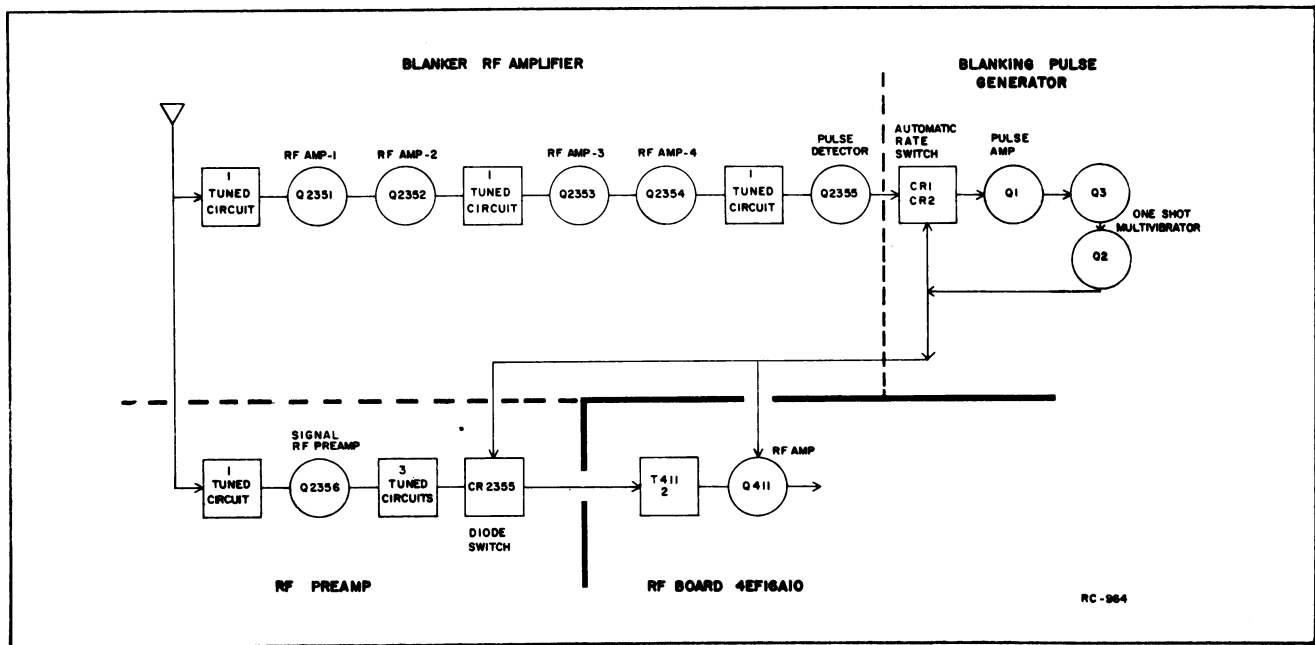 BLANKER RF AMPLIFIER
BLANKING PULSE
GENERATOR
RF AMP-1
RF AMP-2
RF AMP-3
RF AMP-4
PULSE
DETECTOR
AUTOMATIC
RATE
SWITCH
PULSE
AMP
1
TUNED
CIRCUIT
Q2351
Q2352
1
TUNED
CIRCUIT
Q2353
Q2354
1
TUNED
CIRCUIT
Q2355
CR1
CR2
Q1
Q3
ONE SHOT
MULTIVIBRATOR
Q2
SIGNAL
RF PREAMP
RF AMP
1
TUNED
CIRCUIT
Q2356
3
TUNED
CIRCUITS
CR2355
T411
2
Q411
DIODE
SWITCH
RF PREAMP
RF BOARD 4EF16A10
RC-964